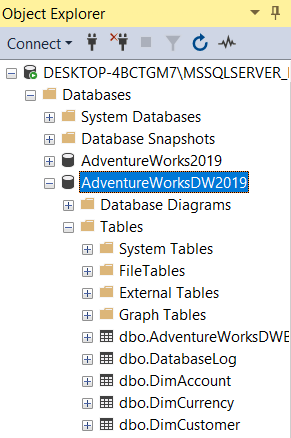 Object Explorer
Connect
DESKTOP-4BCTGM7\MSSQLSERVER_
Databases
System Databases
Database Snapshots
AdventureWorks2019
AdventureWorksDW2019
Database Diagrams
Tables
System Tables
FileTables
External Tables
Graph Tables
dbo.AdventureWorksDWB
dbo.DatabaseLog
dbo.DimAccount
dbo.DimCurrency
dbo.DimCustomer